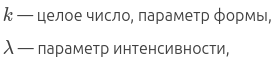 k — целое число, параметр формы,
λ — параметр интенсивности,